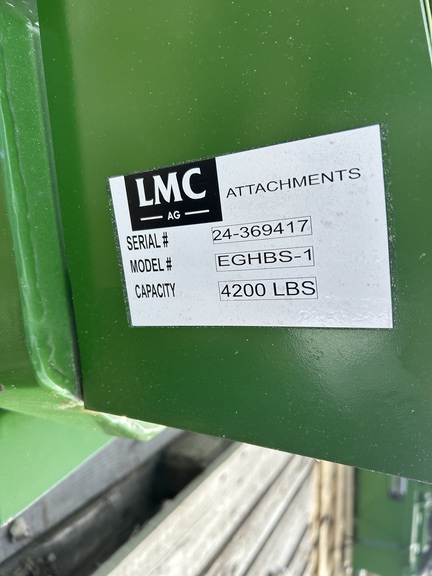 LMC
AG
ATTACHMENTS
SERIAL# 24-369417
MODEL# EGHBS-1
CAPACITY 4200 LBS